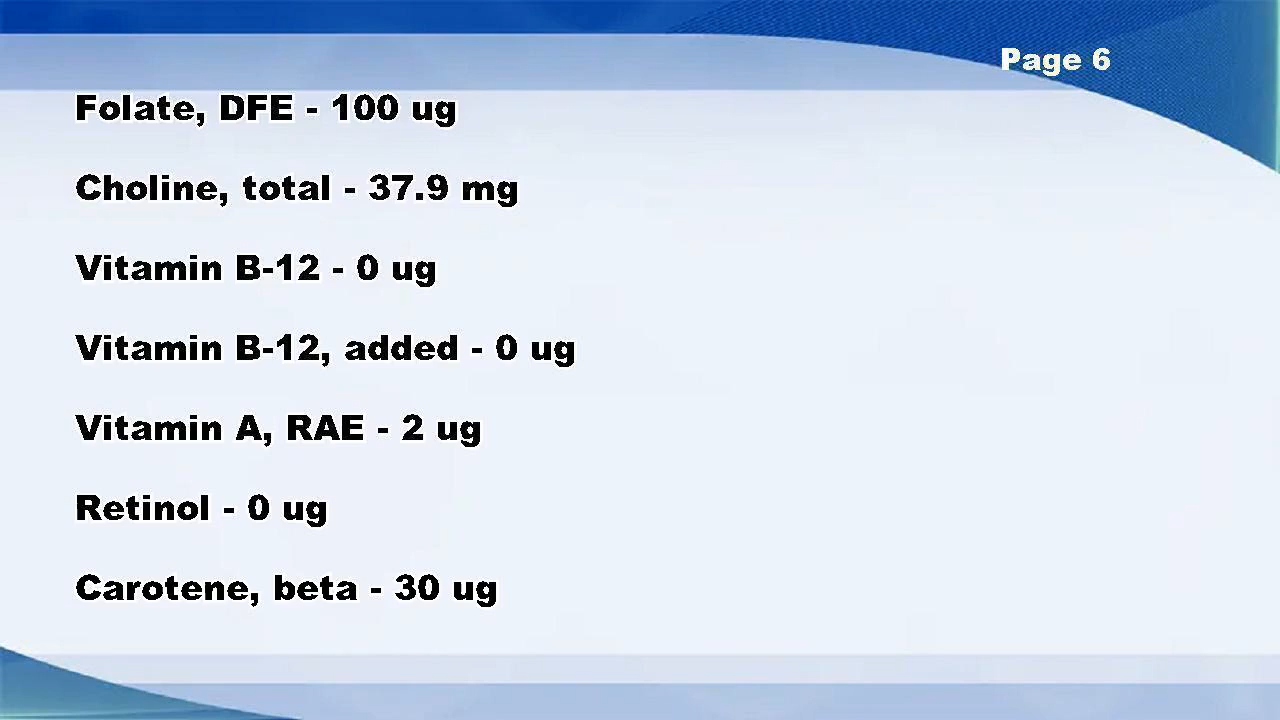 Page 6
Folate, DFE - 100 ug
Choline, total - 37.9 mg
Vitamin B-12 - 0 ug
Vitamin B-12, added - 0 ug
Vitamin A, RAE - 2 ug
Retinol - 0 ug
Carotene, beta - 30 ug